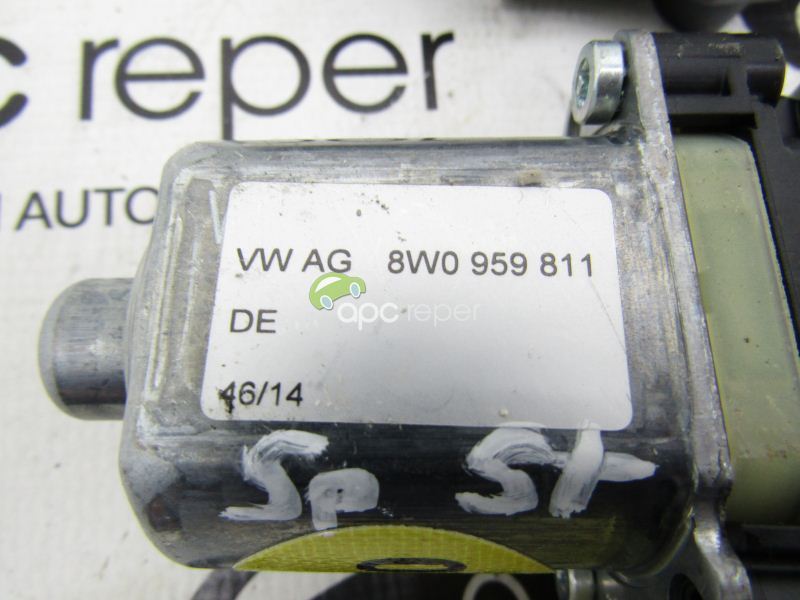 c reper
AUTO
VW AG 8W0 959 811
apc reper
DE
46/14
Sp St